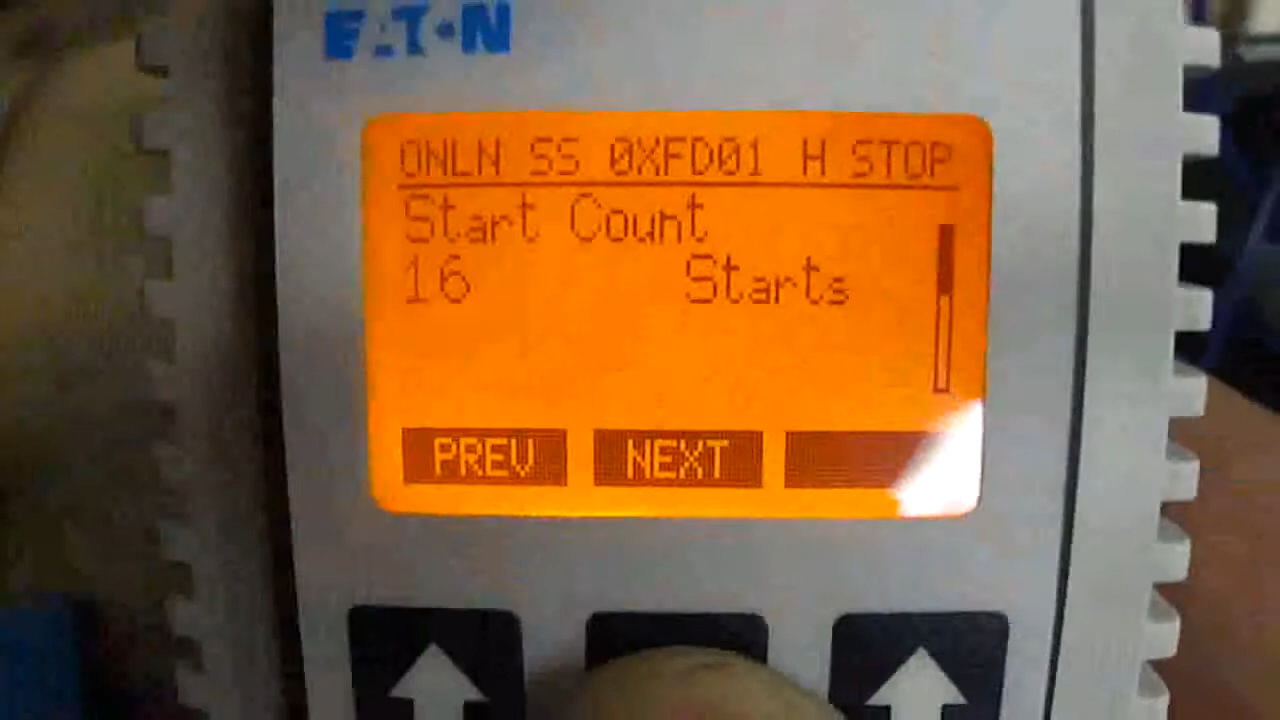 EATON
ONLN SS 0XFD01 H STOP
Start Count
16 Starts
PREV NEXT